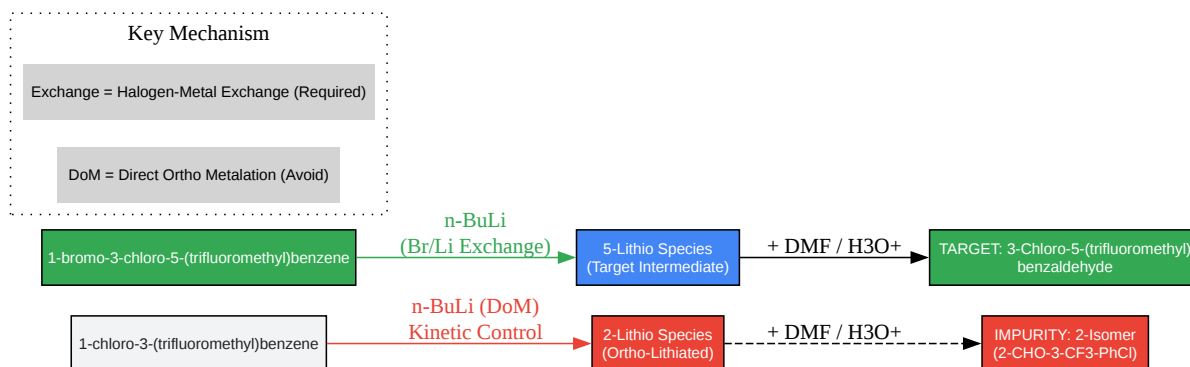 Key Mechanism
Exchange = Halogen-Metal Exchange (Required)
DoM = Direct Ortho Metalation (Avoid)
n-BuLi
(Br/Li Exchange)
1-bromo-3-chloro-5-(trifluoromethyl)benzene
5-Lithio Species
(Target Intermediate)
+ DMF / H3O+
TARGET: 3-Chloro-5-(trifluoromethyl)
benzaldehyde
n-BuLi (DoM)
Kinetic Control
1-chloro-3-(trifluoromethyl)benzene
2-Lithio Species
(Ortho-Lithiated)
+ DMF / H3O+
IMPURITY: 2-Isomer
(2-CHO-3-CF3-PhCl)